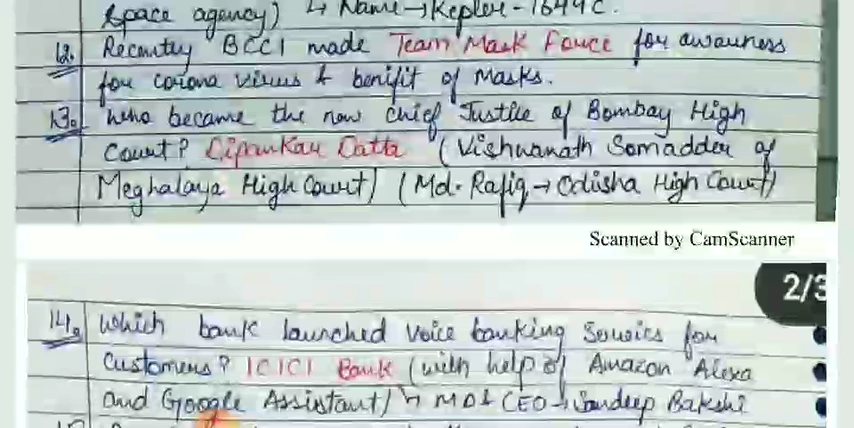 space agency) ↳ Name → Kepler - 1649C.
12. Recently BCCI made Team Mask Force for awarness
for corona virus & benifit of Masks.
13. Who became the new chief Justice of Bombay High
Court? Dipankar Datta (Vishwanath Somadder of
Meghalaya High Court) (Md. Rafiq → Odisha High Court)
Scanned by CamScanner
2/3
14. Which bank launched voice banking servics for
customers? ICICI Bank (with help of Amazon Alexa
and Google Assistant) ↳ MD & CEO → Sandeep Bakshi